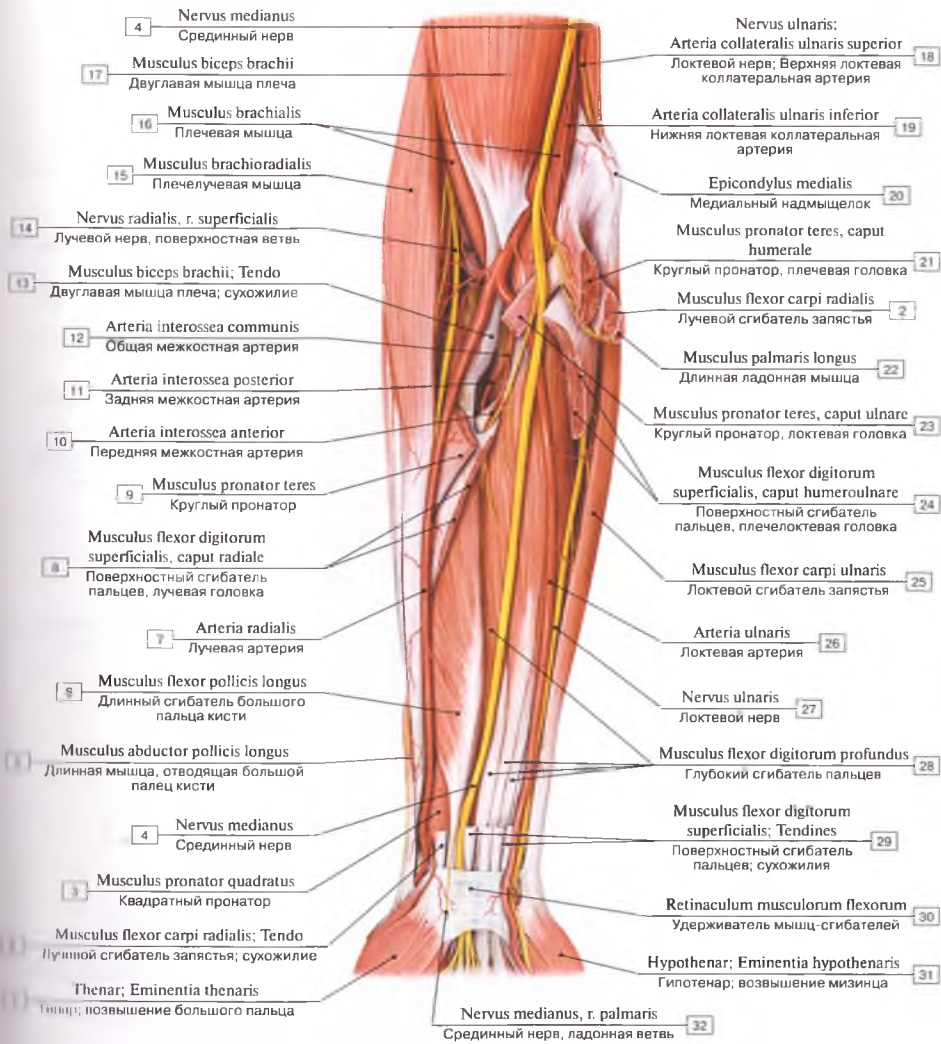 4
Nervus medianus
Срединный нерв
17
Musculus biceps brachii
Двуглавая мышца плеча
16
Musculus brachialis
Плечевая мышца
15
Musculus brachioradialis
Плечелучевая мышца
14
Nervus radialis, r. superficialis
Лучевой нерв, поверхностная ветвь
13
Musculus biceps brachii; Tendo
Двуглавая мышца плеча; сухожилие
12
Arteria interossea communis
Общая межкостная артерия
11
Arteria interossea posterior
Задняя межкостная артерия
10
Arteria interossea anterior
Передняя межкостная артерия
9
Musculus pronator teres
Круглый пронатор
8
Musculus flexor digitorum
superficialis, caput radiale
Поверхностный сгибатель
пальцев, лучевая головка
7
Arteria radialis
Лучевая артерия
Musculus flexor pollicis longus
Длинный сгибатель большого
пальца кисти
Musculus abductor pollicis longus
Длинная мышца, отводящая большой
палец кисти
4
Nervus medianus
Срединный нерв
3
Musculus pronator quadratus
Квадратный пронатор
Musculus flexor carpi radialis; Tendo
сгибатель запястья; сухожилие
Thenar; Eminentia thenaris
возвышение большого пальца
Nervus ulnaris;
Arteria collateralis ulnaris superior
18
Локтевой нерв; Верхняя локтевая
коллатеральная артерия
Arteria collateralis ulnaris inferior
19
Нижняя локтевая коллатеральная
артерия
Epicondylus medialis
20
Медиальный надмыщелок
Musculus pronator teres, caput
humerale
21
Круглый пронатор, плечевая головка
Musculus flexor carpi radialis
2
Лучевой сгибатель запястья
Musculus palmaris longus
22
Длинная ладонная мышца
Musculus pronator teres, caput ulnare
23
Круглый пронатор, локтевая головка
Musculus flexor digitorum
superficialis, caput humeroulnare
24
Поверхностный сгибатель
пальцев, плечелоктевая головка
Musculus flexor carpi ulnaris
25
Локтевой сгибатель запястья
Arteria ulnaris
26
Локтевая артерия
Nervus ulnaris
27
Локтевой нерв
Musculus flexor digitorum profundus
28
Глубокий сгибатель пальцев
Musculus flexor digitorum
superficialis; Tendines
29
Поверхностный сгибатель
пальцев; сухожилия
Retinaculum musculorum flexorum
30
Удерживатель мышц-сгибателей
Hypothenar; Eminentia hypothenaris
31
Гипотенар; возвышение мизинца
Nervus medianus, r. palmaris
32
Срединный нерв, ладонная ветвь